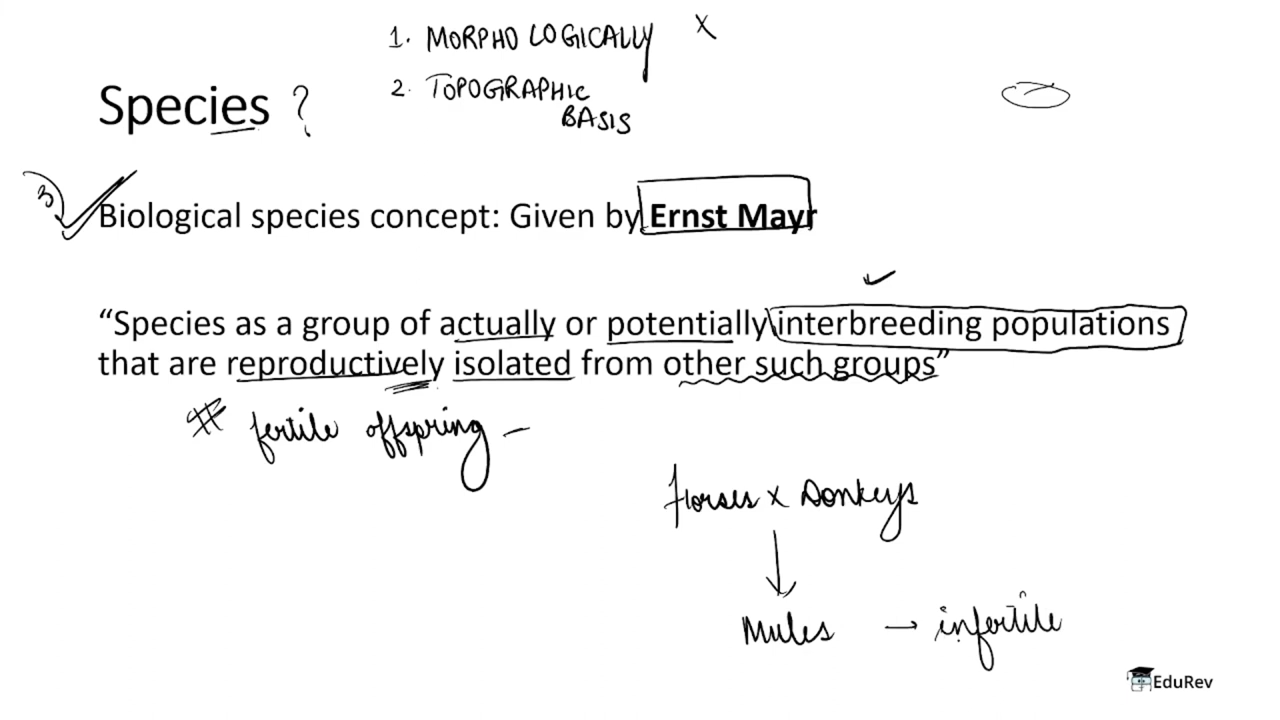 1. MORPHOLOGICALLY X
2. TOPOGRAPHIC
BASIS
Species ?
3) Biological species concept: Given by Ernst Mayr
“Species as a group of actually or potentially interbreeding populations
that are reproductively isolated from other such groups”
# fertile offspring –
Horses x Donkeys
↓
Mules → infertile
EduRev